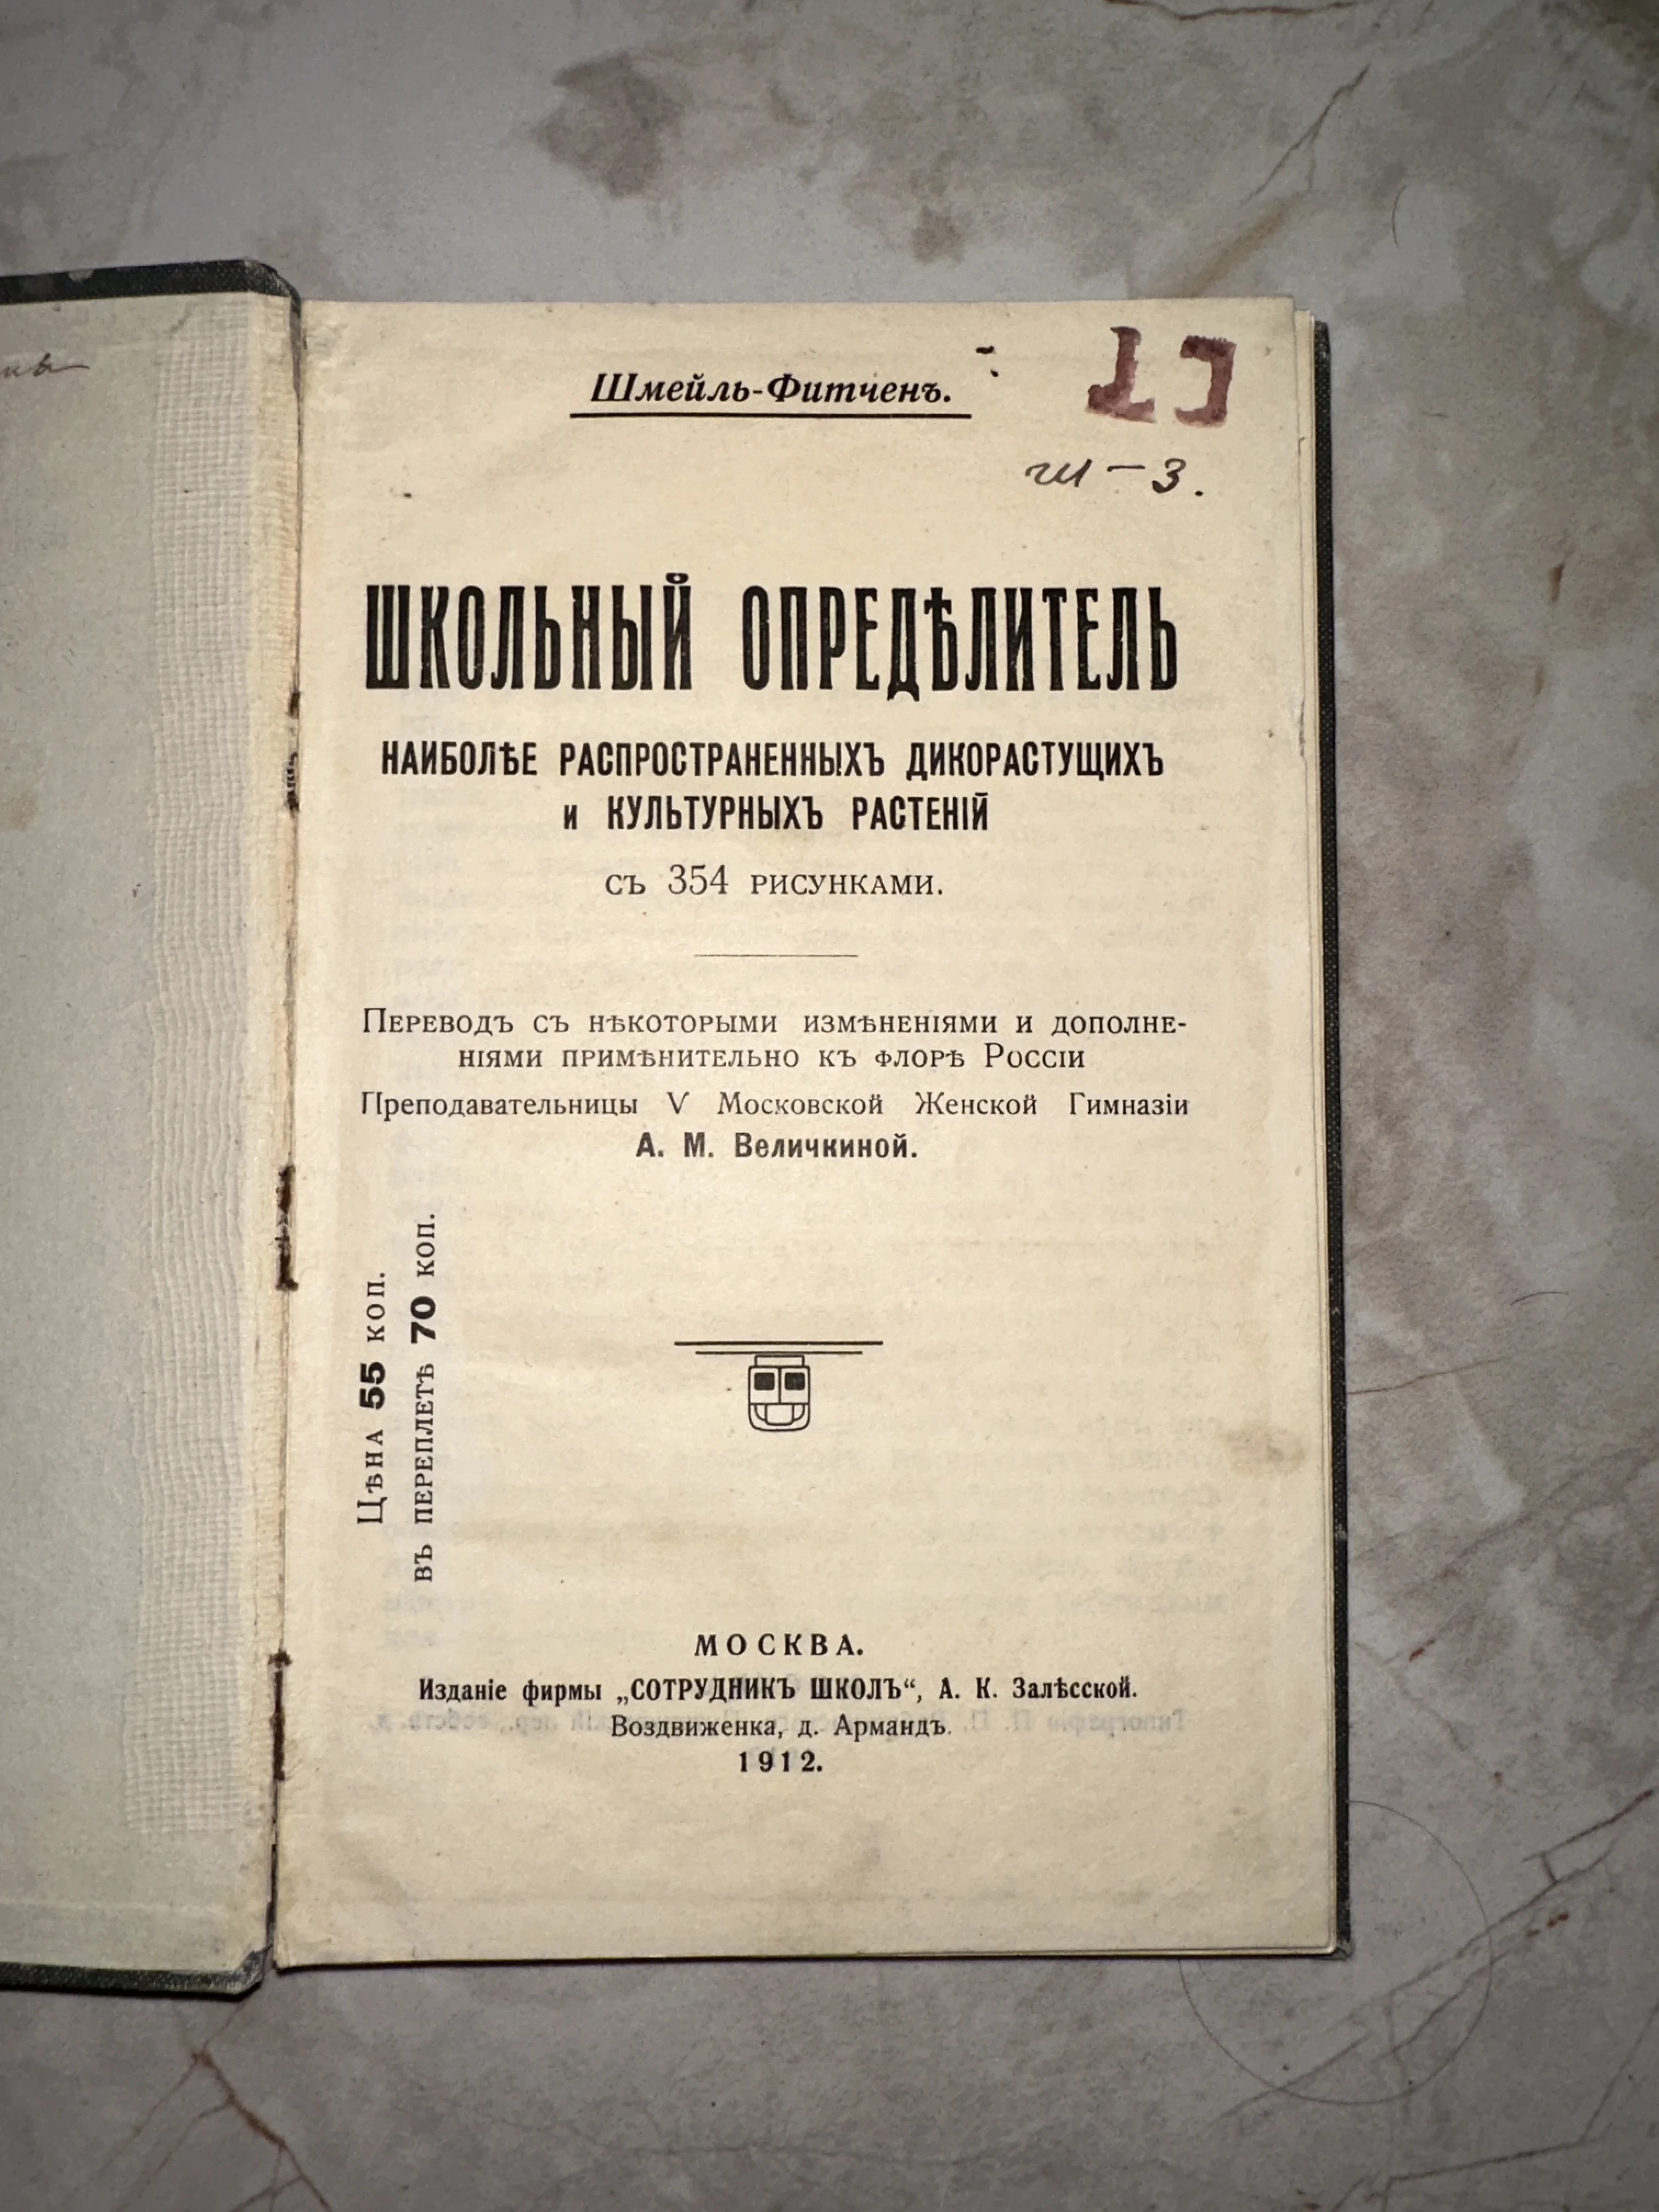 Шмейль-Фитченъ.
ш-3.
ШКОЛЬНЫЙ ОПРЕДѢЛИТЕЛЬ
НАИБОЛѢЕ РАСПРОСТРАНЕННЫХЪ ДИКОРАСТУЩИХЪ
и КУЛЬТУРНЫХЪ РАСТЕНІЙ
съ 354 рисунками.
Переводъ съ нѣкоторыми измѣненіями и дополне-
ніями примѣнительно къ флорѣ Россіи
Преподавательницы V Московской Женской Гимназіи
А. М. Величкиной.
Цѣна 55 коп.
въ переплетѣ 70 коп.
МОСКВА.
Изданіе фирмы „СОТРУДНИКЪ ШКОЛЪ“, А. К. Залѣсской.
Воздвиженка, д. Армандъ.
1912.